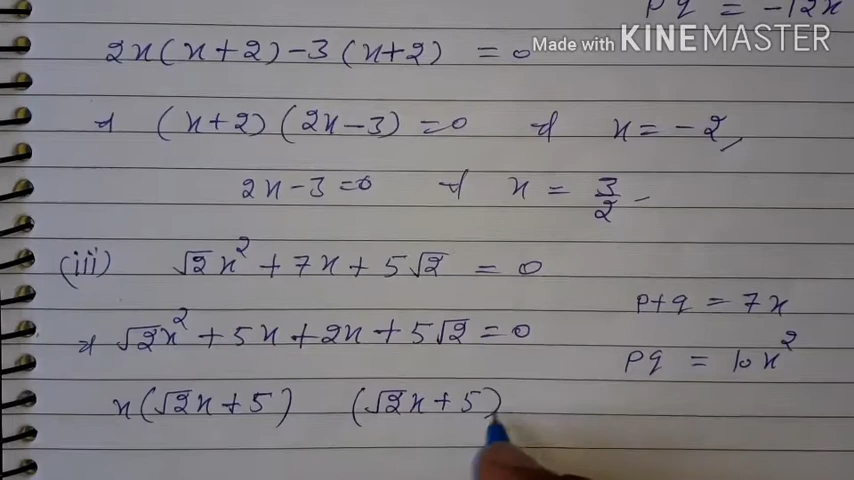 Pq = -12x
2x(x+2)-3(x+2) = 0
Made with KINEMASTER
⇒ (x+2)(2x-3) = 0 ⇒ x = -2,
2x-3=0 ⇒ x = 3/2
(iii) √2x² + 7x + 5√2 = 0
P+q = 7x
⇒ √2x² + 5x + 2x + 5√2 = 0
Pq = 10x²
x(√2x+5) (√2x+5)